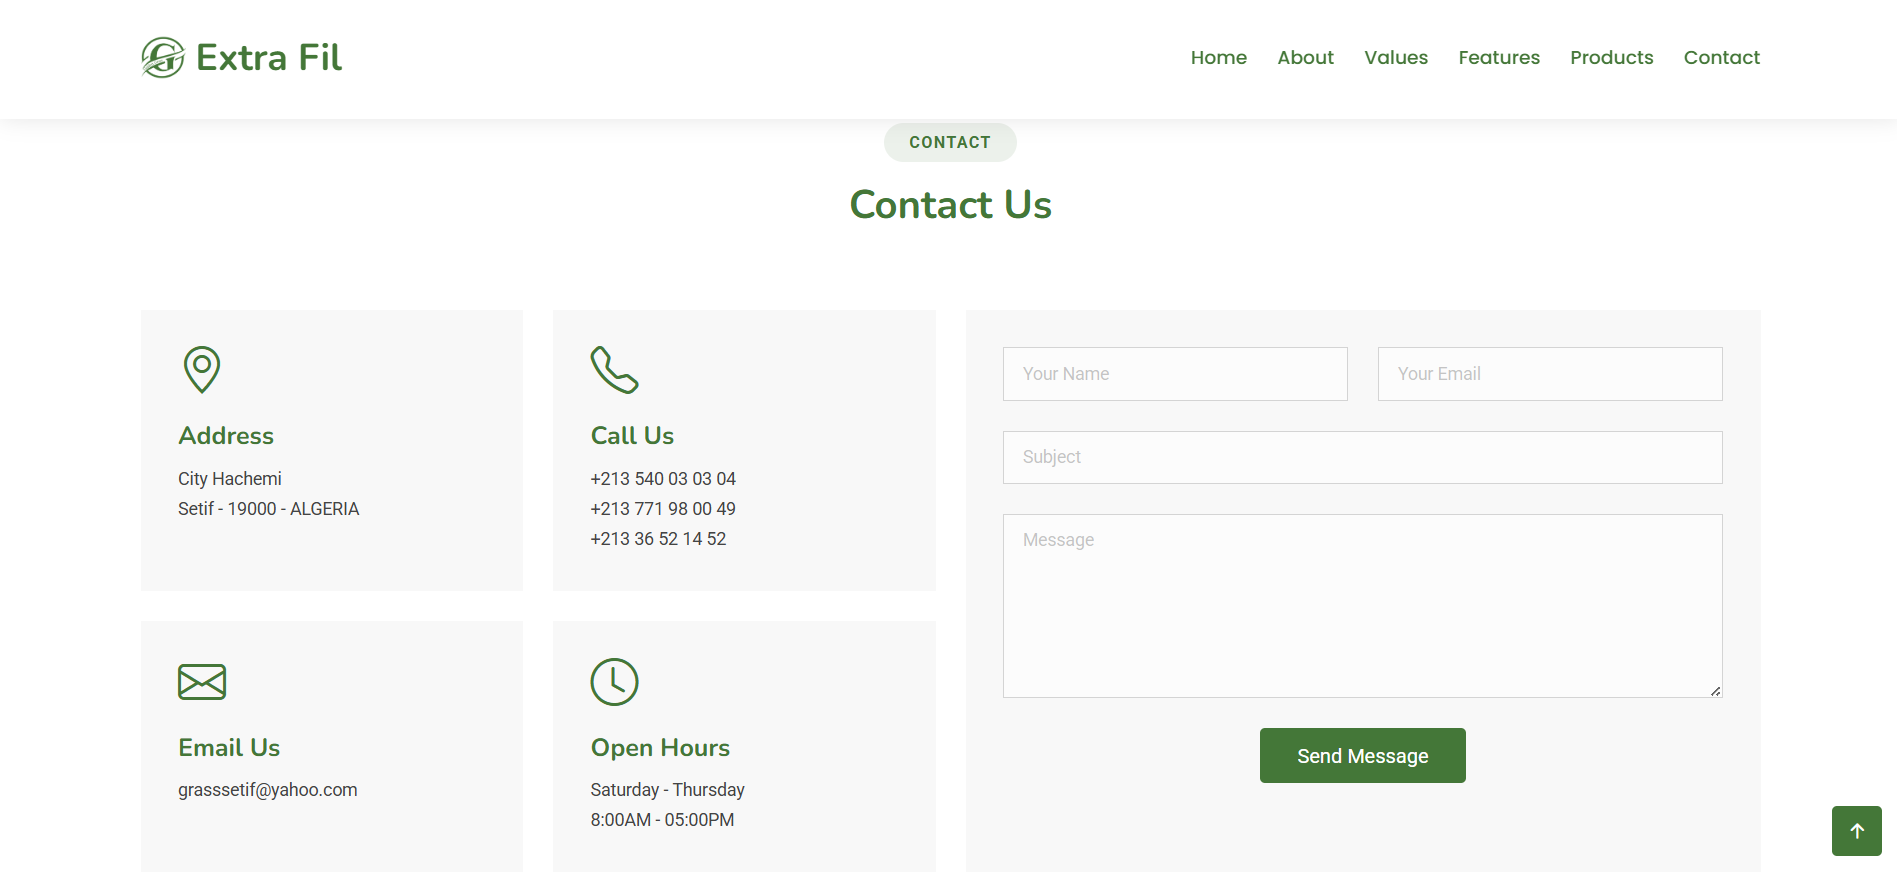 Extra Fil
Home About Values Features Products Contact
CONTACT
Contact Us
Address
City Hachemi
Setif - 19000 - ALGERIA
Call Us
+213 540 03 03 04
+213 771 98 00 49
+213 36 52 14 52
Email Us
grasssetif@yahoo.com
Open Hours
Saturday - Thursday
8:00AM - 05:00PM
Your Name
Your Email
Subject
Message
Send Message